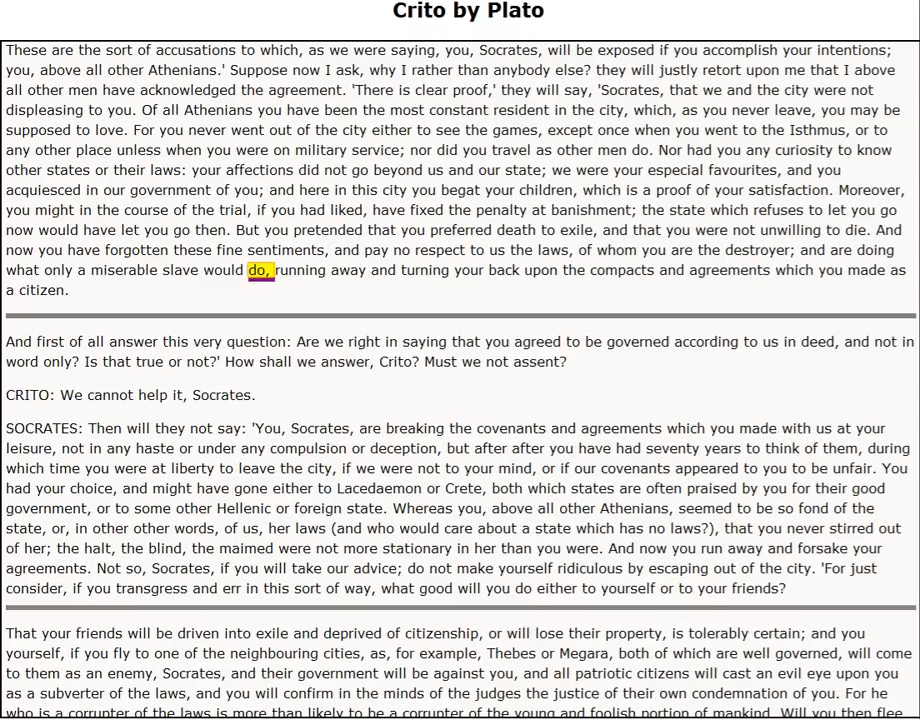 Crito by Plato
These are the sort of accusations to which, as we were saying, you, Socrates, will be exposed if you accomplish your intentions;
you, above all other Athenians.' Suppose now I ask, why I rather than anybody else? they will justly retort upon me that I above
all other men have acknowledged the agreement. 'There is clear proof,' they will say, 'Socrates, that we and the city were not
displeasing to you. Of all Athenians you have been the most constant resident in the city, which, as you never leave, you may be
supposed to love. For you never went out of the city either to see the games, except once when you went to the Isthmus, or to
any other place unless when you were on military service; nor did you travel as other men do. Nor had you any curiosity to know
other states or their laws: your affections did not go beyond us and our state; we were your especial favourites, and you
acquiesced in our government of you; and here in this city you begat your children, which is a proof of your satisfaction. Moreover,
you might in the course of the trial, if you had liked, have fixed the penalty at banishment; the state which refuses to let you go
now would have let you go then. But you pretended that you preferred death to exile, and that you were not unwilling to die. And
now you have forgotten these fine sentiments, and pay no respect to us the laws, of whom you are the destroyer; and are doing
what only a miserable slave would do, running away and turning your back upon the compacts and agreements which you made as
a citizen.
And first of all answer this very question: Are we right in saying that you agreed to be governed according to us in deed, and not in
word only? Is that true or not?' How shall we answer, Crito? Must we not assent?
CRITO: We cannot help it, Socrates.
SOCRATES: Then will they not say: 'You, Socrates, are breaking the covenants and agreements which you made with us at your
leisure, not in any haste or under any compulsion or deception, but after after you have had seventy years to think of them, during
which time you were at liberty to leave the city, if we were not to your mind, or if our covenants appeared to you to be unfair. You
had your choice, and might have gone either to Lacedaemon or Crete, both which states are often praised by you for their good
government, or to some other Hellenic or foreign state. Whereas you, above all other Athenians, seemed to be so fond of the
state, or, in other other words, of us, her laws (and who would care about a state which has no laws?), that you never stirred out
of her; the halt, the blind, the maimed were not more stationary in her than you were. And now you run away and forsake your
agreements. Not so, Socrates, if you will take our advice; do not make yourself ridiculous by escaping out of the city. 'For just
consider, if you transgress and err in this sort of way, what good will you do either to yourself or to your friends?
That your friends will be driven into exile and deprived of citizenship, or will lose their property, is tolerably certain; and you
yourself, if you fly to one of the neighbouring cities, as, for example, Thebes or Megara, both of which are well governed, will come
to them as an enemy, Socrates, and their government will be against you, and all patriotic citizens will cast an evil eye upon you
as a subverter of the laws, and you will confirm in the minds of the judges the justice of their own condemnation of you. For he
who is a corrupter of the laws is more than likely to be a corrupter of the young and foolish portion of mankind. Will you then flee